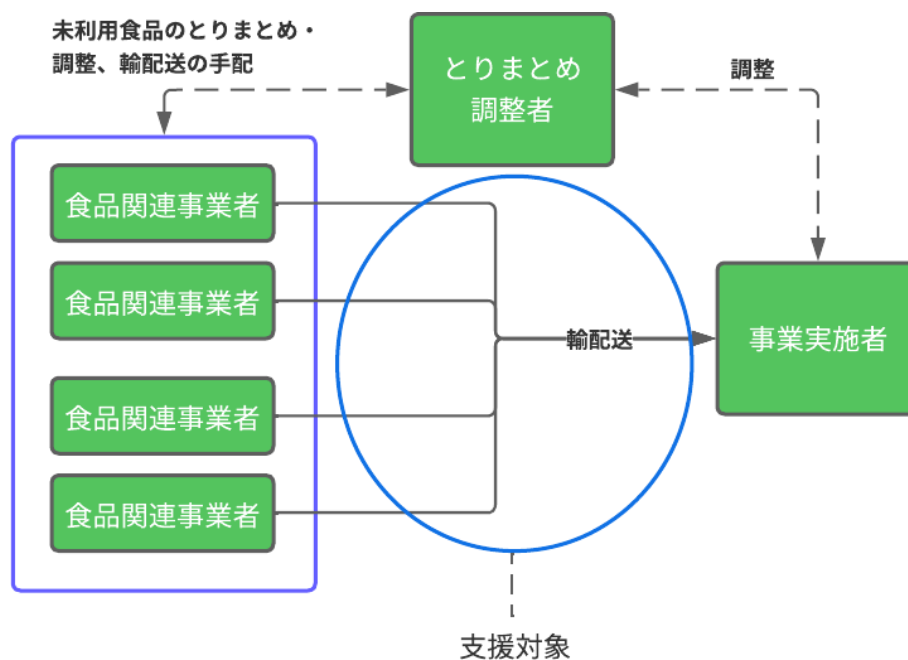 未利用食品のとりまとめ・
調整、輸配送の手配
とりまとめ
調整者
調整
食品関連事業者
食品関連事業者
食品関連事業者
食品関連事業者
輸配送
事業実施者
支援対象